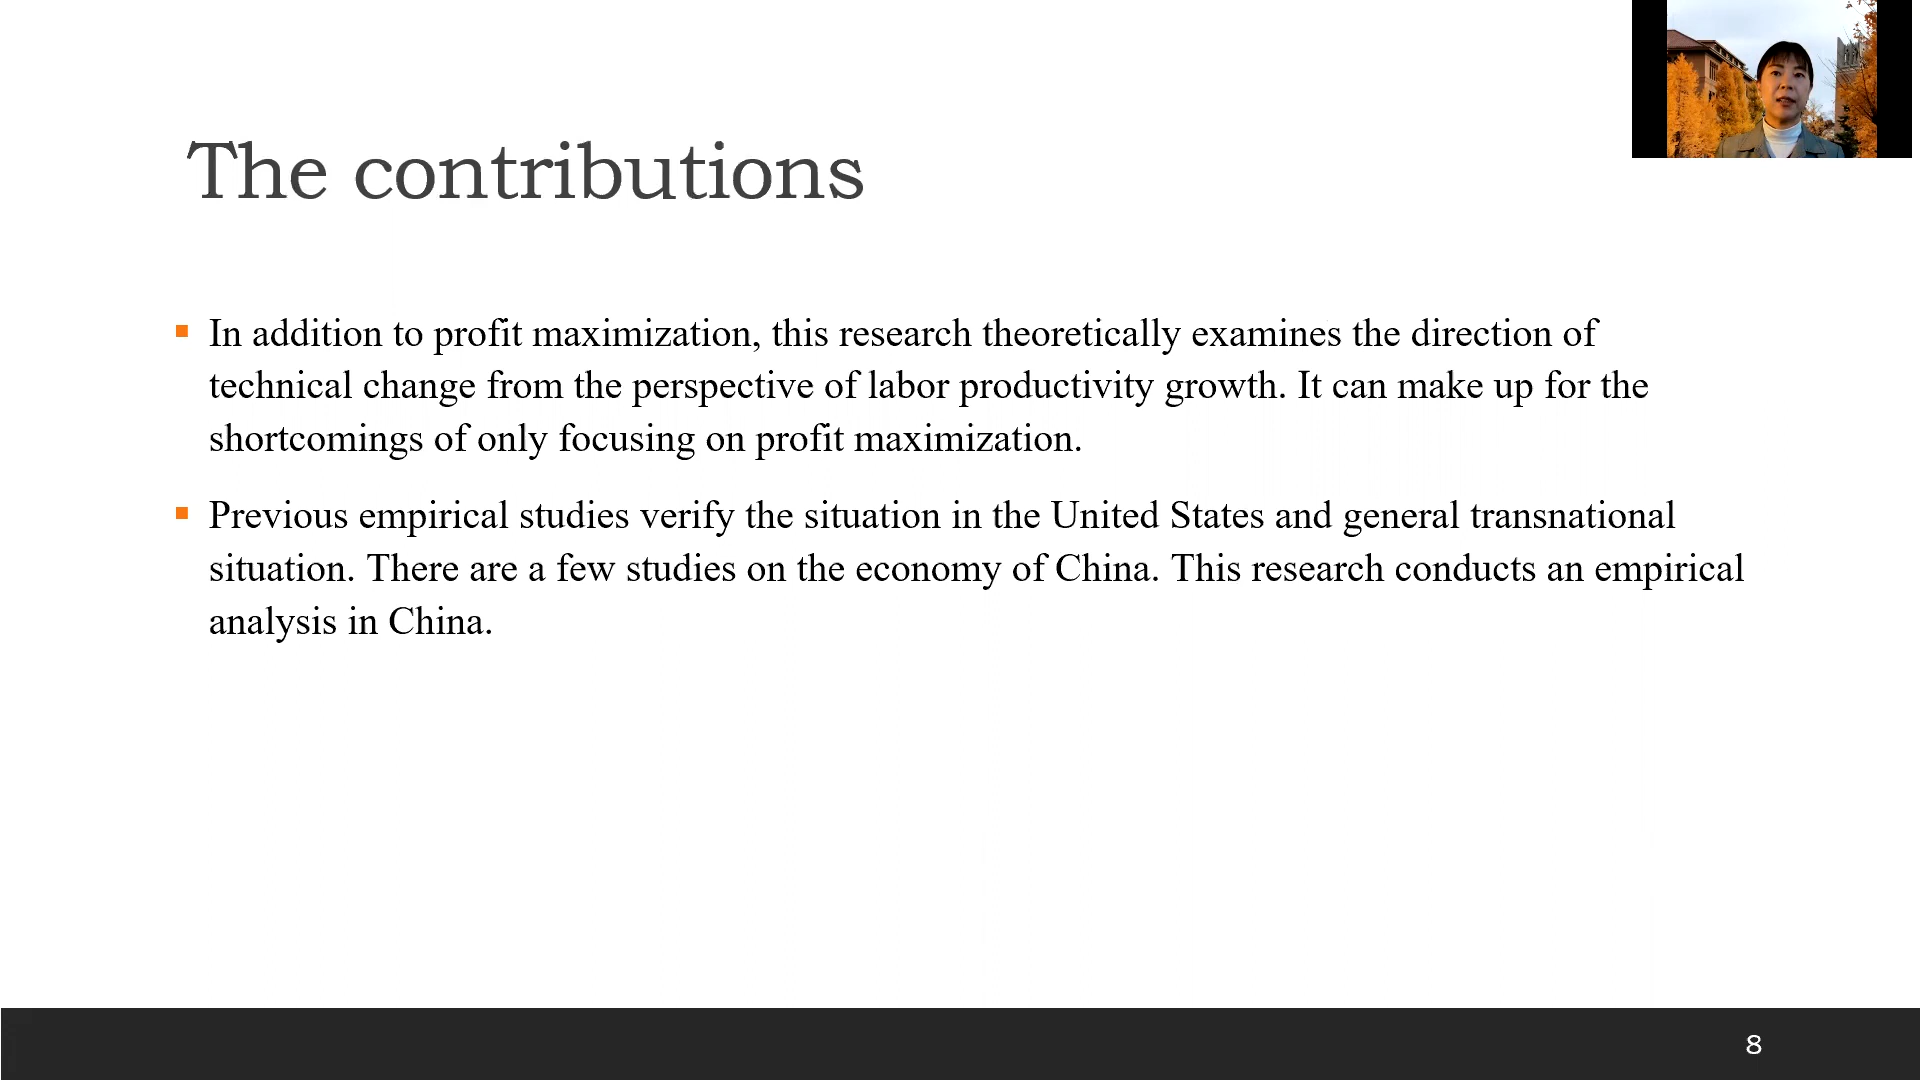 The contributions
In addition to profit maximization, this research theoretically examines the direction of
technical change from the perspective of labor productivity growth. It can make up for the
shortcomings of only focusing on profit maximization.
Previous empirical studies verify the situation in the United States and general transnational
situation. There are a few studies on the economy of China. This research conducts an empirical
analysis in China.
8